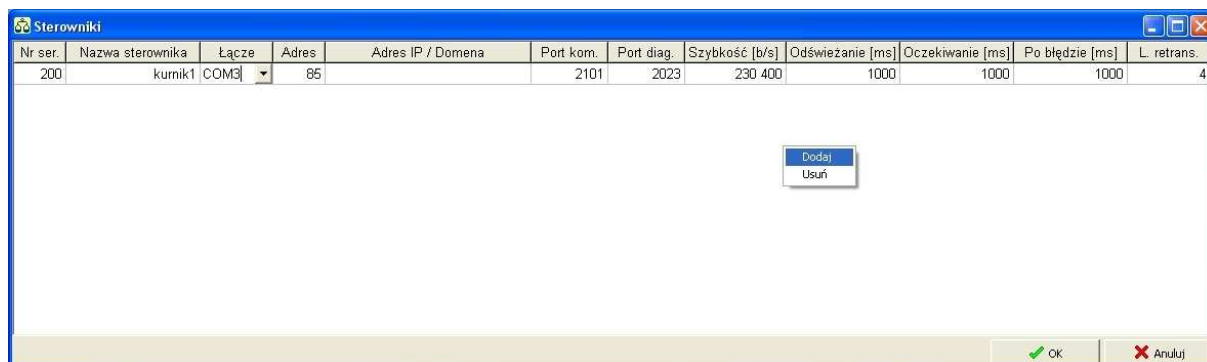 Sterowniki
Nr ser. Nazwa sterownika Łącze Adres Adres IP / Domena Port kom. Port diag. Szybkość [b/s] Odświeżanie [ms] Oczekiwanie [ms] Po błędzie [ms] L. retrans.
200 kurnik1 COM3 85 2101 2023 230 400 1000 1000 1000 4
Dodaj
Usuń
OK Anuluj